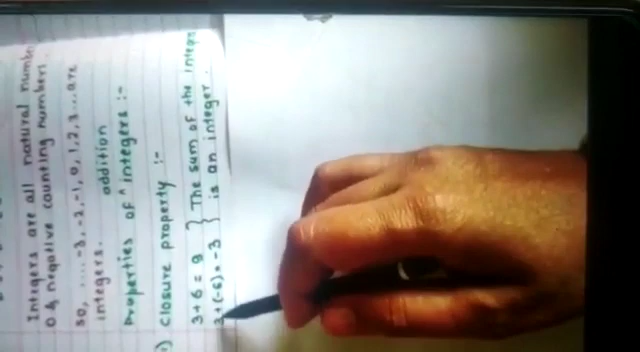 Integers are all natural number
0 & negative counting numbers.
so, ....-3, -2, -1, 0, 1, 2, 3... are
integers.
addition
Properties of ^ integers :-
1) closure property :-
3+6 = 9 } The sum of the integers
3+(-6) = -3 } is an integer.